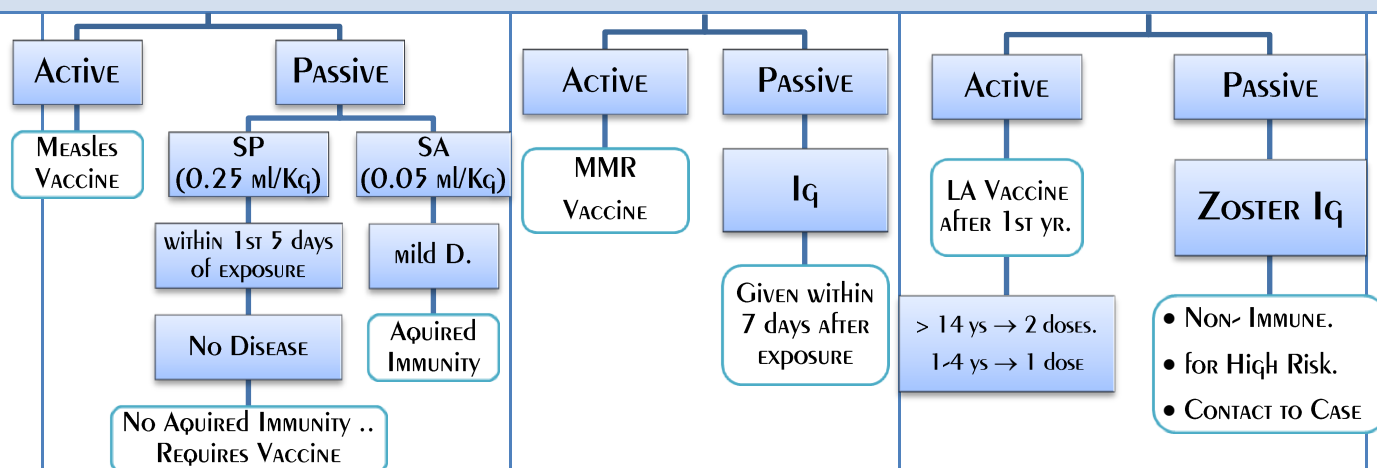 Active
Passive
Measles
Vaccine
SP
(0.25 ml/Kg)
SA
(0.05 ml/Kg)
within 1st 5 days
of exposure
mild D.
No Disease
Aquired
Immunity
No Aquired Immunity ..
Requires Vaccine
Active
Passive
MMR
Vaccine
Ig
Given within
7 days after
exposure
Active
Passive
LA Vaccine
after 1st yr.
Zoster Ig
> 14 ys → 2 doses.
1-4 ys → 1 dose
• Non- Immune.
• for High Risk.
• Contact to Case